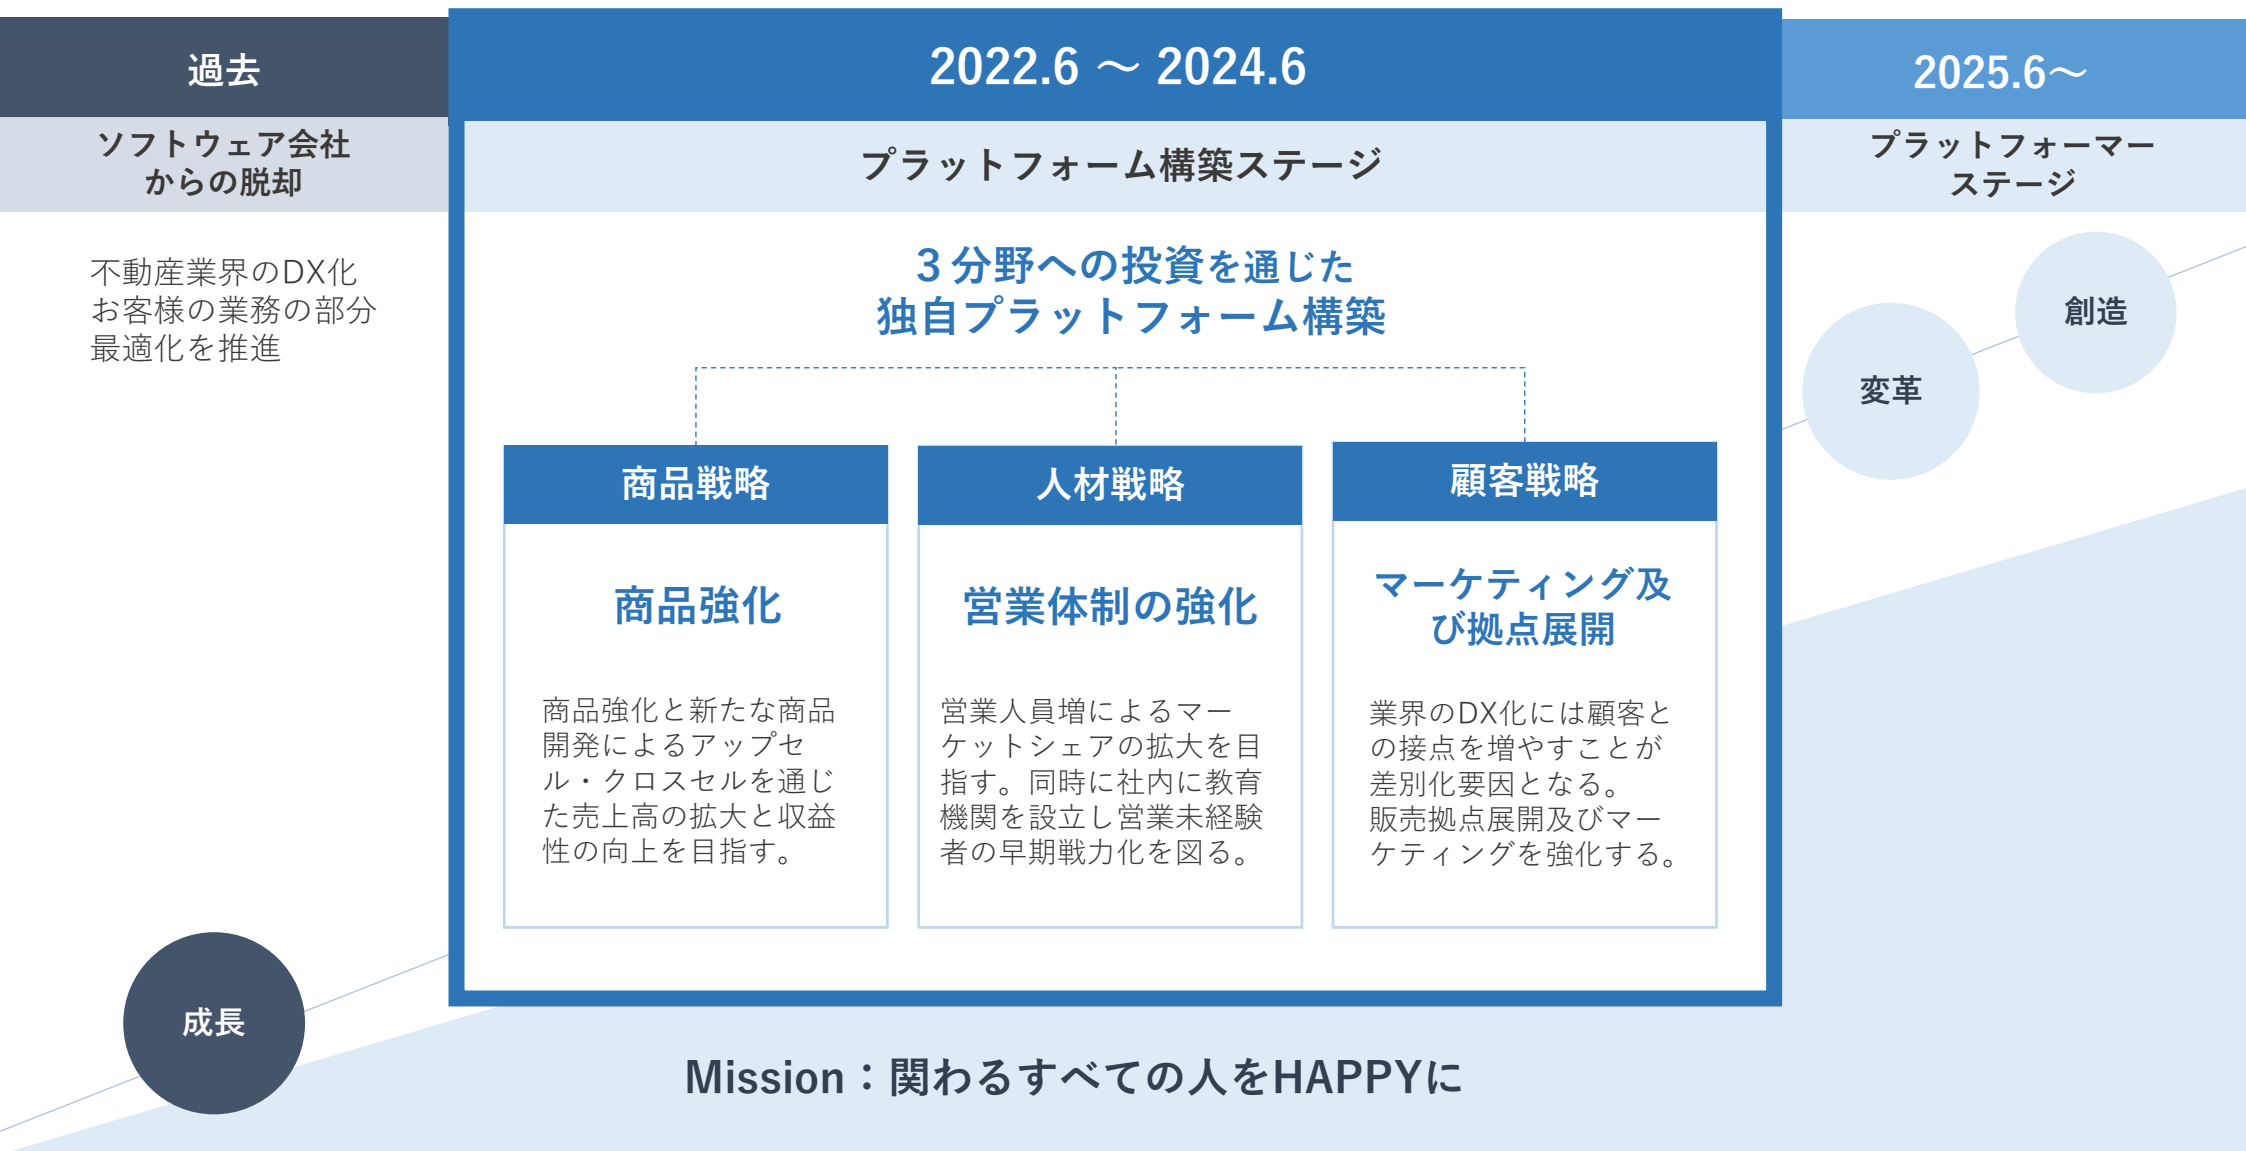 過去
ソフトウェア会社
からの脱却
不動産業界のDX化
お客様の業務の部分
最適化を推進
成長
2022.6 ～ 2024.6
プラットフォーム構築ステージ
３分野への投資を通じた
独自プラットフォーム構築
商品戦略
商品強化
商品強化と新たな商品
開発によるアップセ
ル・クロスセルを通じ
た売上高の拡大と収益
性の向上を目指す。
人材戦略
営業体制の強化
営業人員増によるマー
ケットシェアの拡大を目
指す。同時に社内に教育
機関を設立し営業未経験
者の早期戦力化を図る。
顧客戦略
マーケティング及
び拠点展開
業界のDX化には顧客と
の接点を増やすことが
差別化要因となる。
販売拠点展開及びマー
ケティングを強化する。
2025.6～
プラットフォーマー
ステージ
創造
変革
Mission：関わるすべての人をHAPPYに